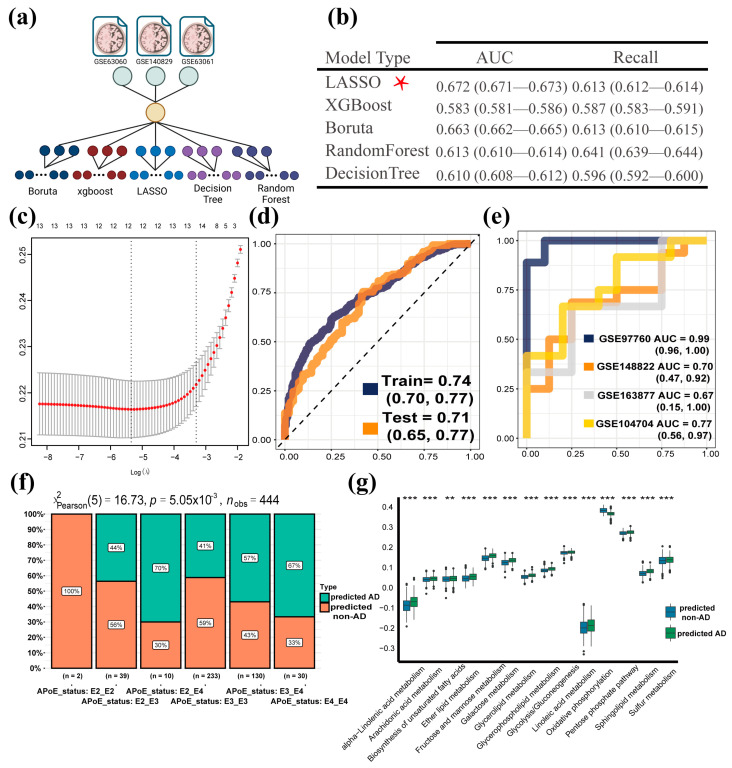 (a)
GSE63060 GSE140829 GSE63061
Boruta xgboost LASSO Decision Tree Random Forest
(b)
Model Type AUC Recall
LASSO 0.672 (0.671—0.673) 0.613 (0.612—0.614)
XGBoost 0.583 (0.581—0.586) 0.587 (0.583—0.591)
Boruta 0.663 (0.662—0.665) 0.613 (0.610—0.615)
RandomForest 0.613 (0.610—0.614) 0.641 (0.639—0.644)
DecisionTree 0.610 (0.608—0.612) 0.596 (0.592—0.600)
(c)
13 13 13 12 12 12 13 14 8 5 3
0.25
0.24
0.23
0.22
0.21
−8 −7 −6 −5 −4 −3 −2
Log(λ)
(d)
1.00
0.75
0.50
0.25
0.00
0.00 0.25 0.50 0.75 1.00
Train= 0.74
(0.70, 0.77)
Test = 0.71
(0.65, 0.77)
(e)
1.00
0.75
0.50
0.25
0.00
0.00 0.25 0.50 0.75 1.00
GSE97760 AUC = 0.99
(0.96, 1.00)
GSE148822 AUC = 0.70
(0.47, 0.92)
GSE163877 AUC = 0.67
(0.15, 1.00)
GSE104704 AUC = 0.77
(0.56, 0.97)
(f)
χ²Pearson(5) = 16.73, p = 5.05x10⁻³, nobs = 444
100%
90%
80%
70%
60%
50%
40%
30%
20%
10%
0%
100%
44% 56%
70% 30%
41% 59%
57% 43%
67% 33%
Type
predicted AD
predicted non-AD
(n = 2) (n = 39) (n = 10) (n = 233) (n = 130) (n = 30)
APoE_status: E2_E2 APoE_status: E2_E4 APoE_status: E3_E4
APoE_status: E2_E3 APoE_status: E3_E3 APoE_status: E4_E4
(g)
*** *** ** *** *** *** *** *** *** *** *** *** *** ***
0.4
0.3
0.2
0.1
0.0
−0.1
−0.2
−0.3
predicted non-AD
predicted AD
alpha−Linolenic acid metabolism
Arachidonic acid metabolism
Biosynthesis of unsaturated fatty acids
Ether lipid metabolism
Fructose and mannose metabolism
Galactose metabolism
Glycerolipid metabolism
Glycerophospholipid metabolism
Glycolysis/Gluconeogenesis
Linoleic acid metabolism
Oxidative phosphorylation
Pentose phosphate pathway
Sphingolipid metabolism
Sulfur metabolism